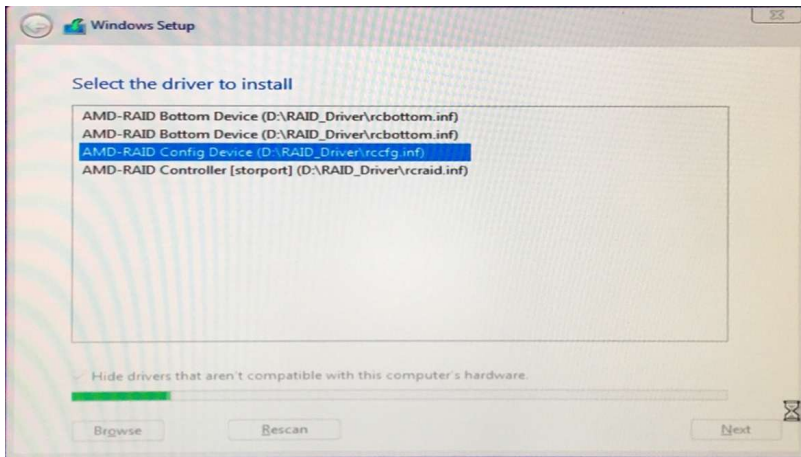 Windows Setup
Select the driver to install
AMD-RAID Bottom Device (D:\RAID_Driver\rcbottom.inf)
AMD-RAID Bottom Device (D:\RAID_Driver\rcbottom.inf)
AMD-RAID Config Device (D:\RAID_Driver\rccfg.inf)
AMD-RAID Controller [storport] (D:\RAID_Driver\rcraid.inf)
Hide drivers that aren't compatible with this computer's hardware.
Browse
Rescan
Next